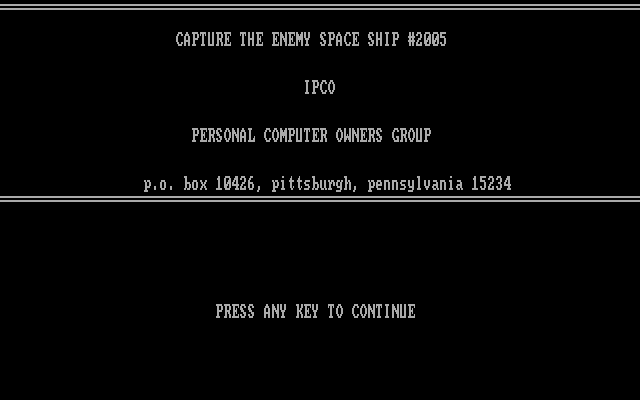 CAPTURE THE ENEMY SPACE SHIP #2005
IPCO
PERSONAL COMPUTER OWNERS GROUP
p.o. box 10426, pittsburgh, pennsylvania 15234
PRESS ANY KEY TO CONTINUE